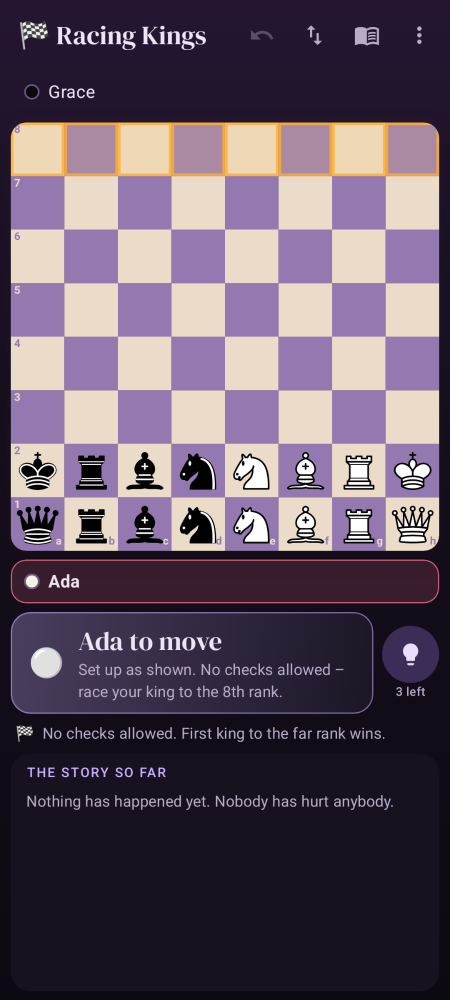 Racing Kings
Grace
8
7
6
5
4
3
2
1
a b c d e f g h
Ada
Ada to move
Set up as shown. No checks allowed –
race your king to the 8th rank.
3 left
No checks allowed. First king to the far rank wins.
THE STORY SO FAR
Nothing has happened yet. Nobody has hurt anybody.